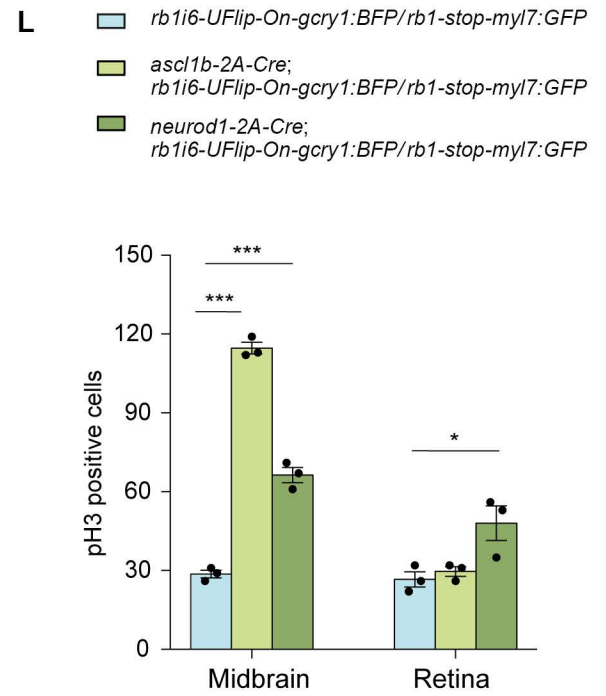 L
rb1i6-UFlip-On-gcry1:BFP/rb1-stop-myl7:GFP
ascl1b-2A-Cre;
rb1i6-UFlip-On-gcry1:BFP/rb1-stop-myl7:GFP
neurod1-2A-Cre;
rb1i6-UFlip-On-gcry1:BFP/rb1-stop-myl7:GFP
150
120
90
60
30
0
pH3 positive cells
***
***
*
Midbrain
Retina